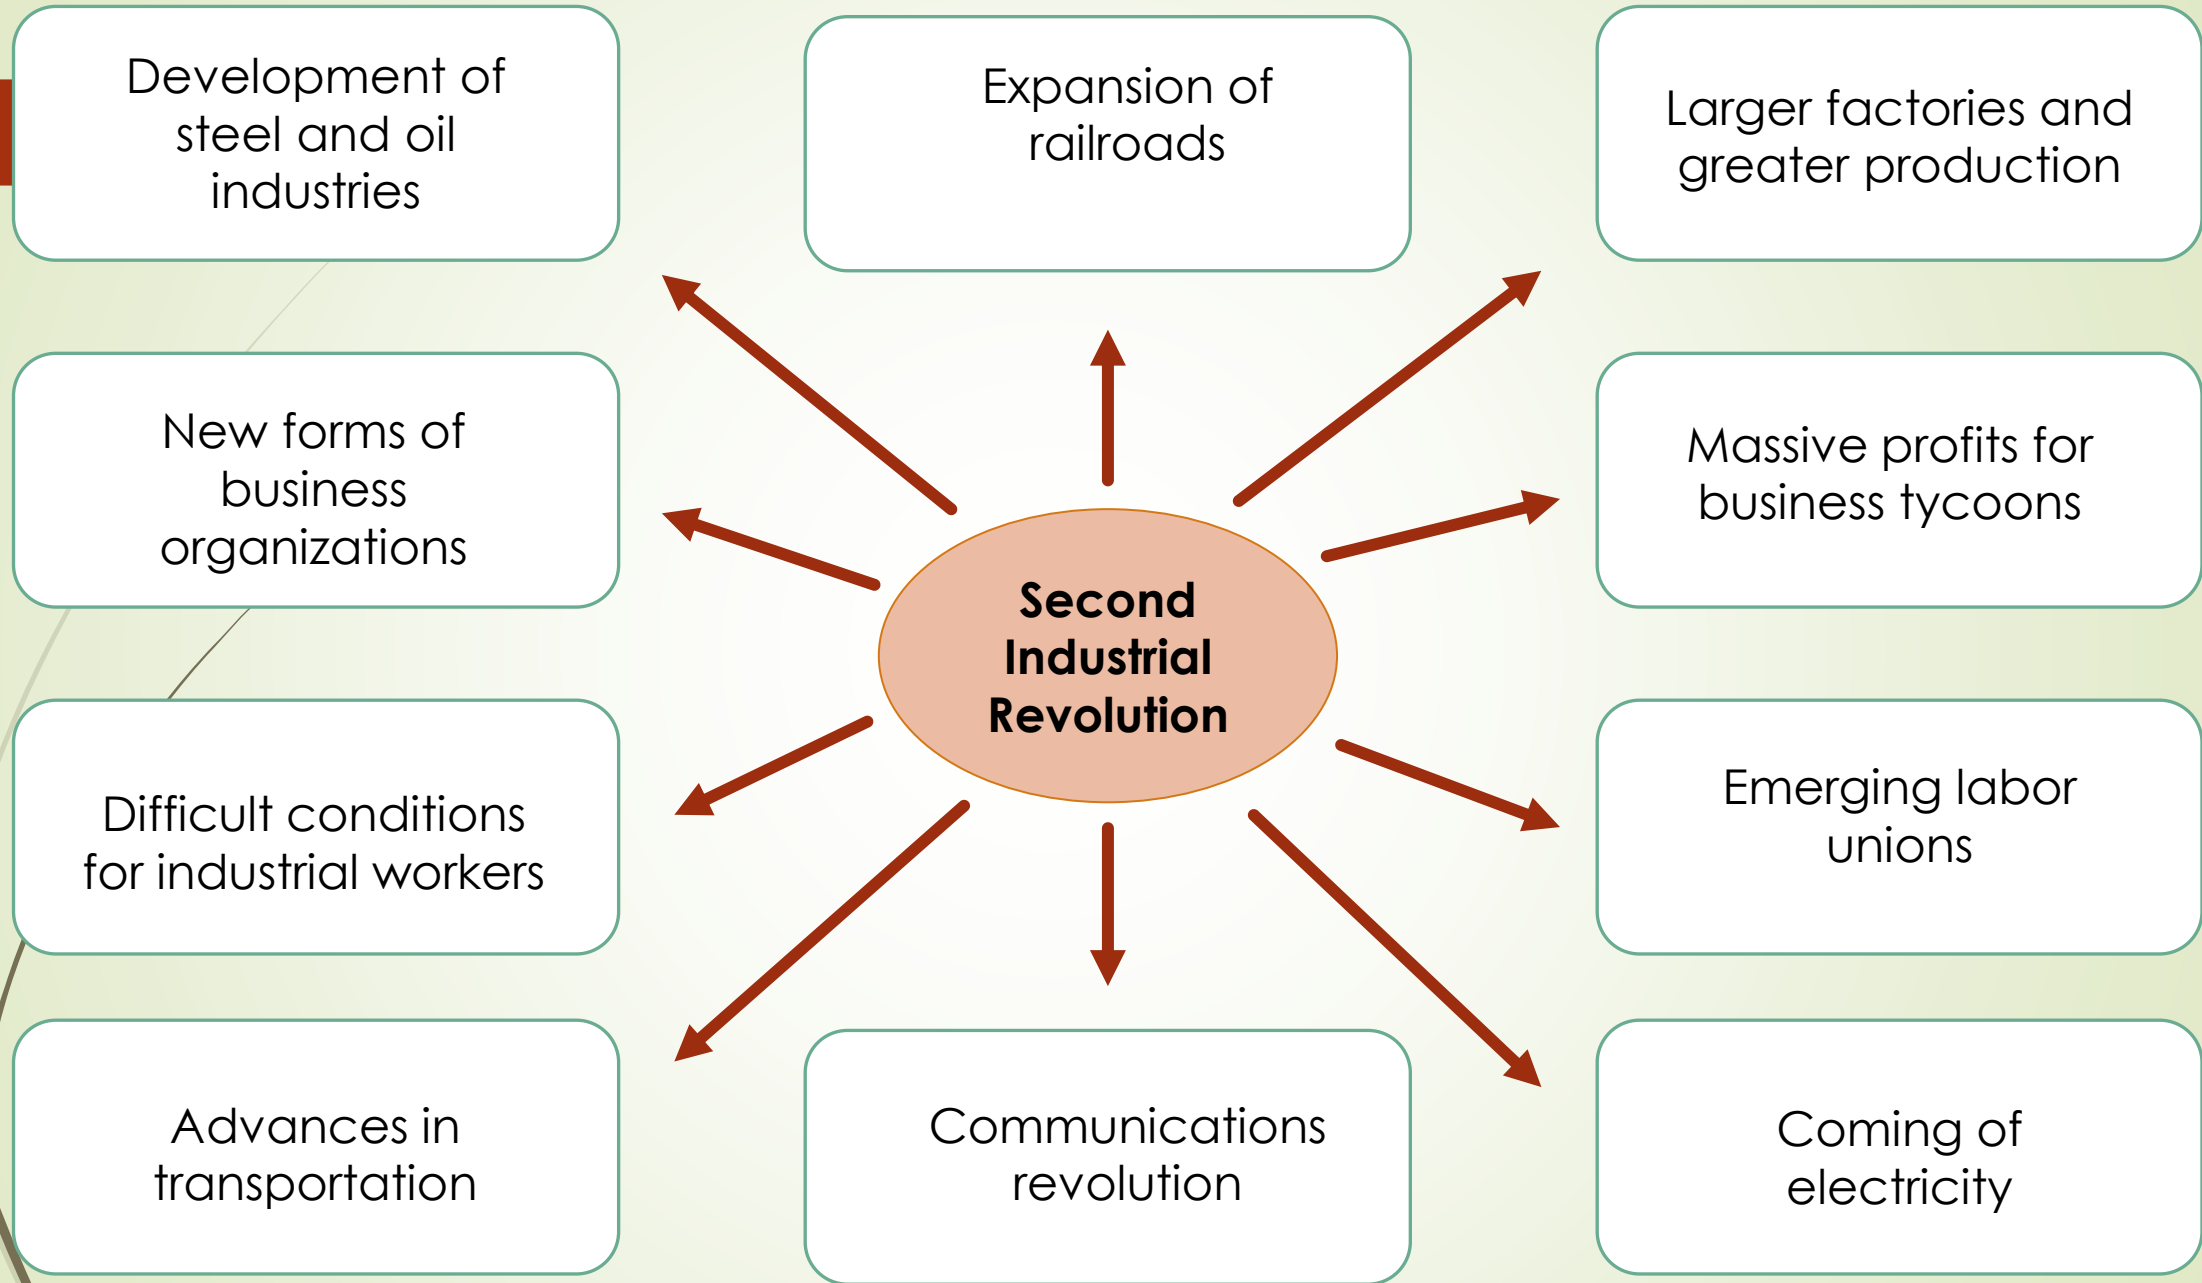 Development of
steel and oil
industries
Expansion of
railroads
Larger factories and
greater production
New forms of
business
organizations
Massive profits for
business tycoons
Second
Industrial
Revolution
Difficult conditions
for industrial workers
Emerging labor
unions
Advances in
transportation
Communications
revolution
Coming of
electricity